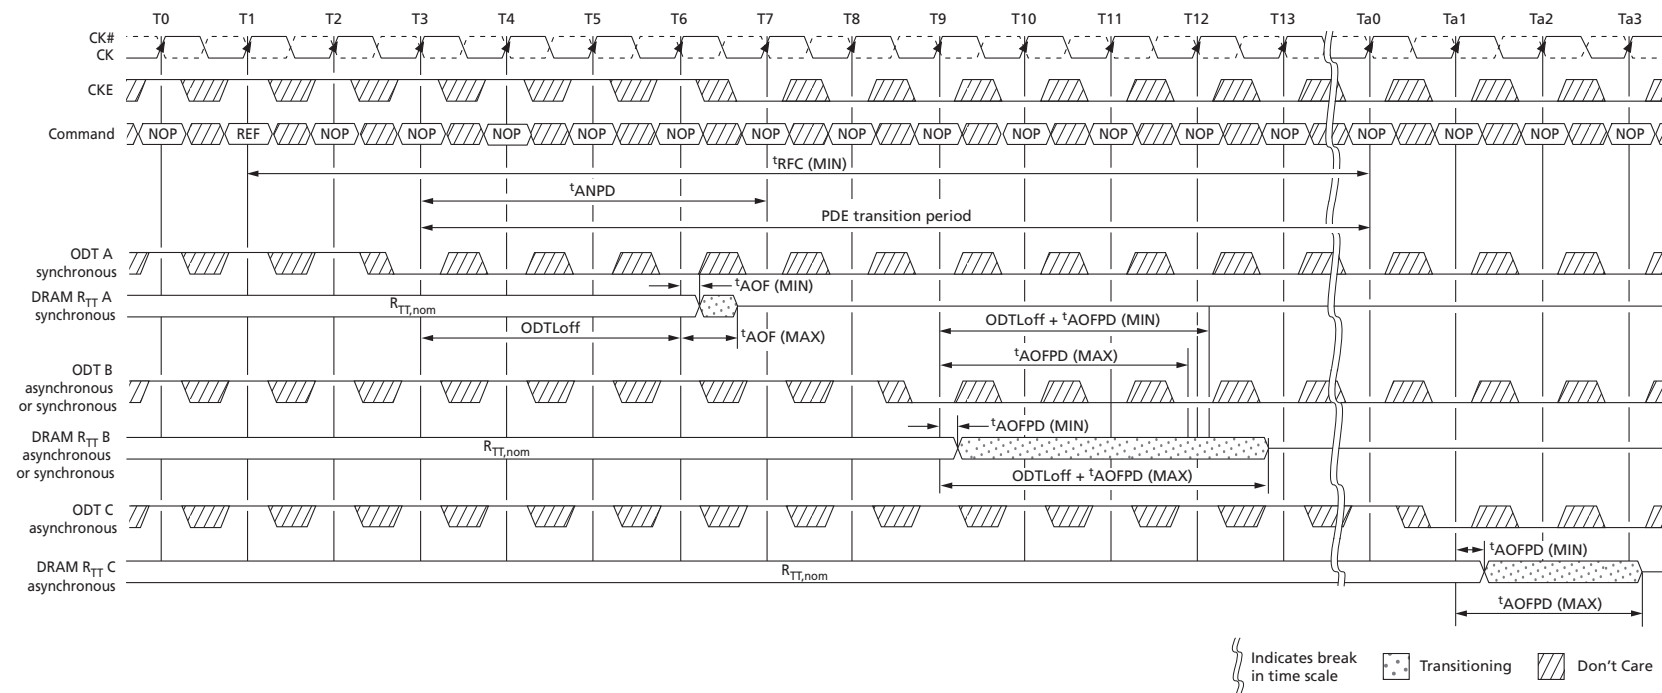 T0 T1 T2 T3 T4 T5 T6 T7 T8 T9 T10 T11 T12 T13 Ta0 Ta1 Ta2 Ta3
CK#
CK
CKE
Command NOP REF NOP NOP NOP NOP NOP NOP NOP NOP NOP NOP NOP NOP NOP NOP NOP NOP
tRFC (MIN)
tANPD
PDE transition period
ODT A
synchronous
tAOF (MIN)
DRAM RTT A
synchronous
RTT,nom
ODTLoff
tAOF (MAX)
ODTLoff + tAOFPD (MIN)
tAOFPD (MAX)
ODT B
asynchronous
or synchronous
tAOFPD (MIN)
DRAM RTT B
asynchronous
or synchronous
RTT,nom
ODTLoff + tAOFPD (MAX)
ODT C
asynchronous
tAOFPD (MIN)
DRAM RTT C
asynchronous
RTT,nom
tAOFPD (MAX)
Indicates break
in time scale
Transitioning
Don't Care